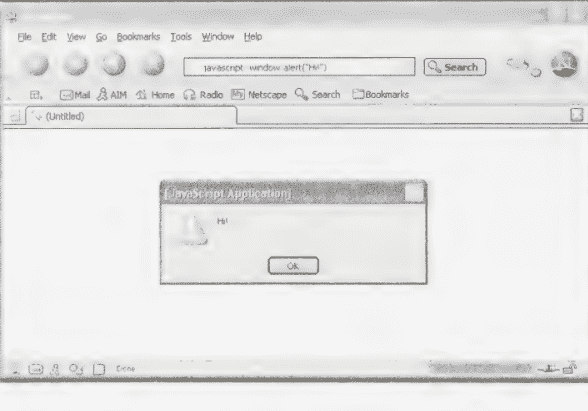 File Edit View Go Bookmarks Tools Window Help
javascript: window.alert("Hi!") Search
Mail AIM Home Radio Netscape Search Bookmarks
(Untitled)
[JavaScript Application]
Hi!
OK
Done